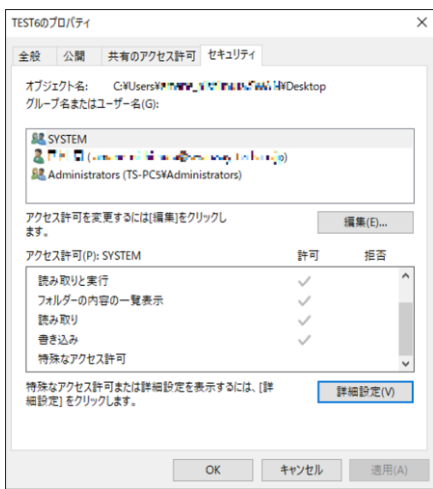 TEST6のプロパティ
全般 公開 共有のアクセス許可 セキュリティ
オブジェクト名: C:¥Users¥ ¥Desktop
グループ名またはユーザー名(G):
SYSTEM
Administrators (TS-PC5¥Administrators)
アクセス許可を変更するには[編集]をクリックし
ます。
編集(E)...
アクセス許可(P): SYSTEM 許可 拒否
読み取りと実行
フォルダーの内容の一覧表示
読み取り
書き込み
特殊なアクセス許可
特殊なアクセス許可または詳細設定を表示するには、[詳
細設定] をクリックします。
詳細設定(V)
OK キャンセル 適用(A)